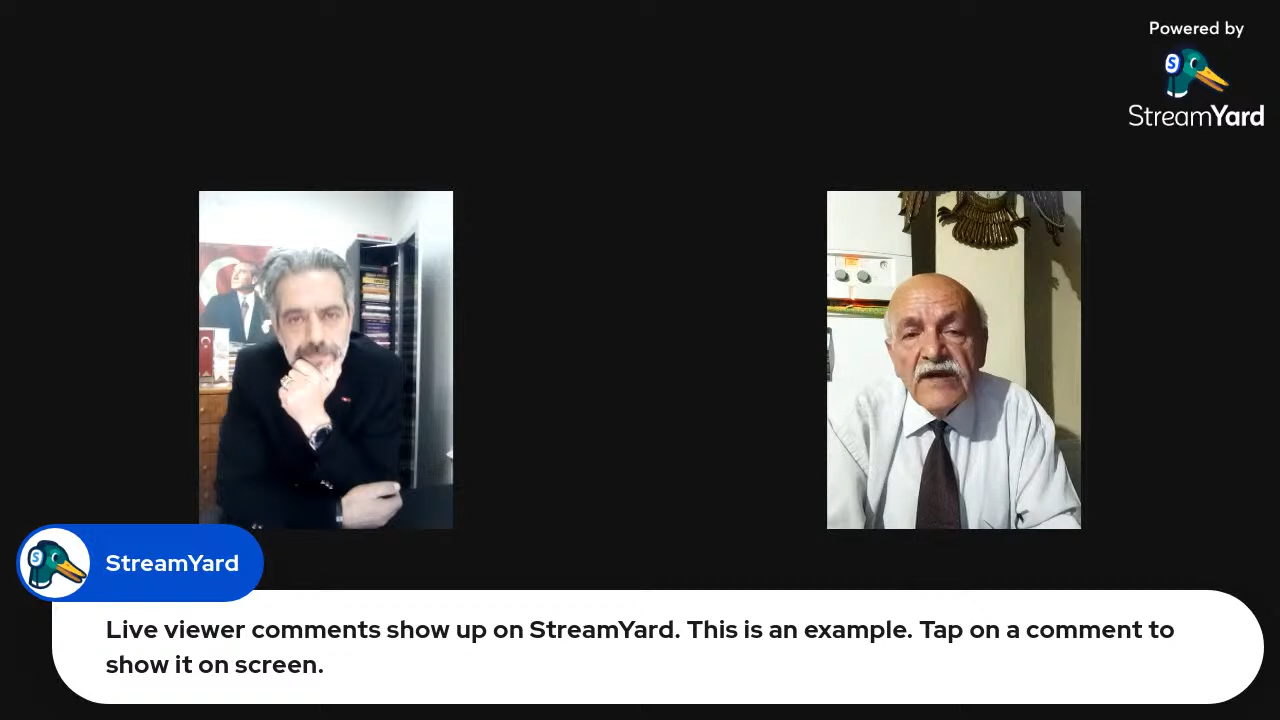 Powered by
S
StreamYard
S
StreamYard
Live viewer comments show up on StreamYard. This is an example. Tap on a comment to
show it on screen.